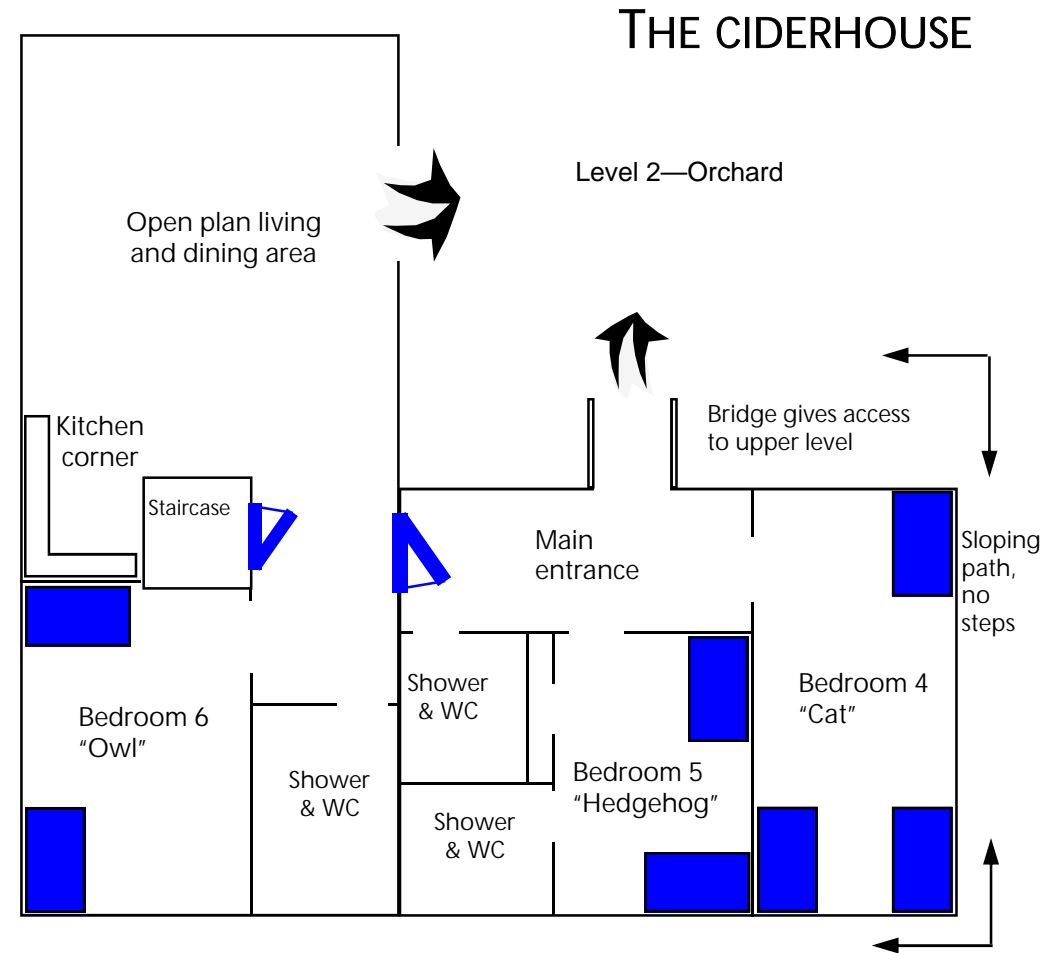 THE CIDERHOUSE
Level 2—Orchard
Open plan living
and dining area
Kitchen
corner
Bridge gives access
to upper level
Staircase
Main
entrance
Sloping
path,
no
steps
Shower
& WC
Bedroom 4
“Cat”
Bedroom 6
“Owl”
Shower
& WC
Bedroom 5
“Hedgehog”
Shower
& WC